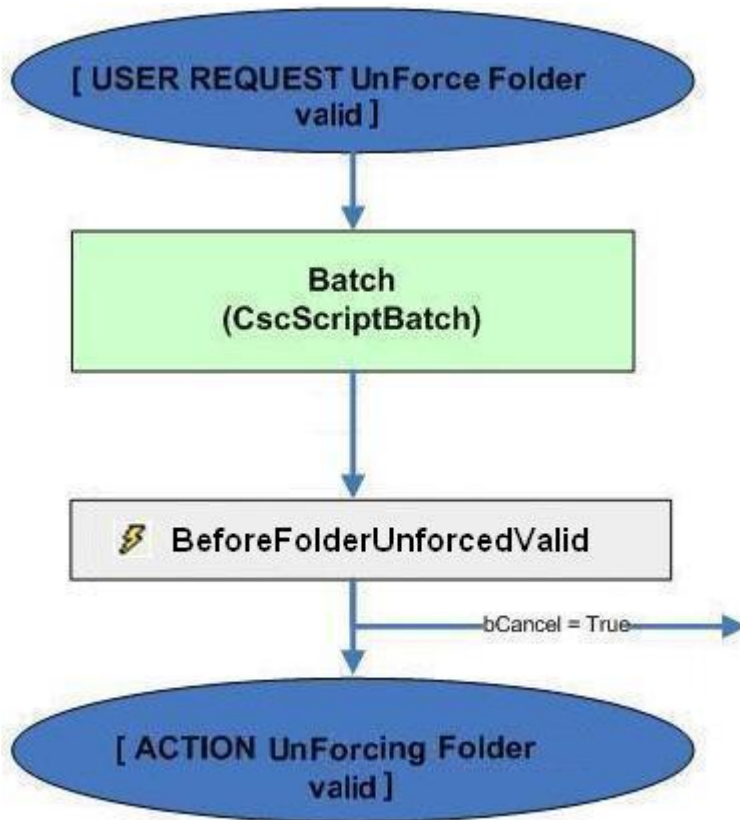 [ USER REQUEST UnForce Folder
valid ]
Batch
(CscScriptBatch)
BeforeFolderUnforcedValid
bCancel = True
[ ACTION UnForcing Folder
valid ]